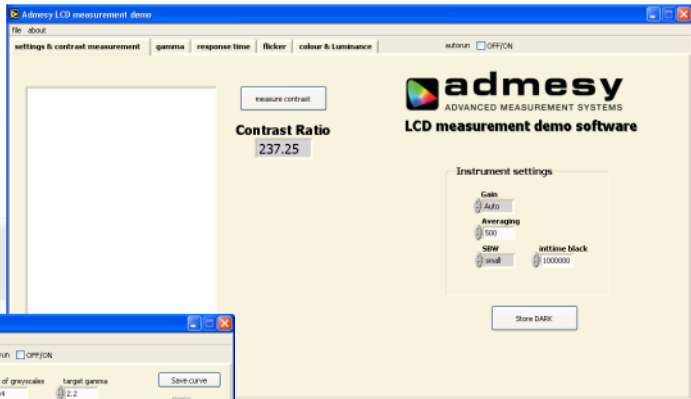 Admesy LCD measurement demo
file about
settings & contrast measurement gamma response time flicker colour & Luminance autorun OFF/ON
measure contrast
Contrast Ratio
237.25
admesy
ADVANCED MEASUREMENT SYSTEMS
LCD measurement demo software
Instrument settings
Gain
Auto
Averaging
500
SBW inttime black
small 1000000
Store DARK
OFF/ON
of greyscales target gamma Save curve
2.2